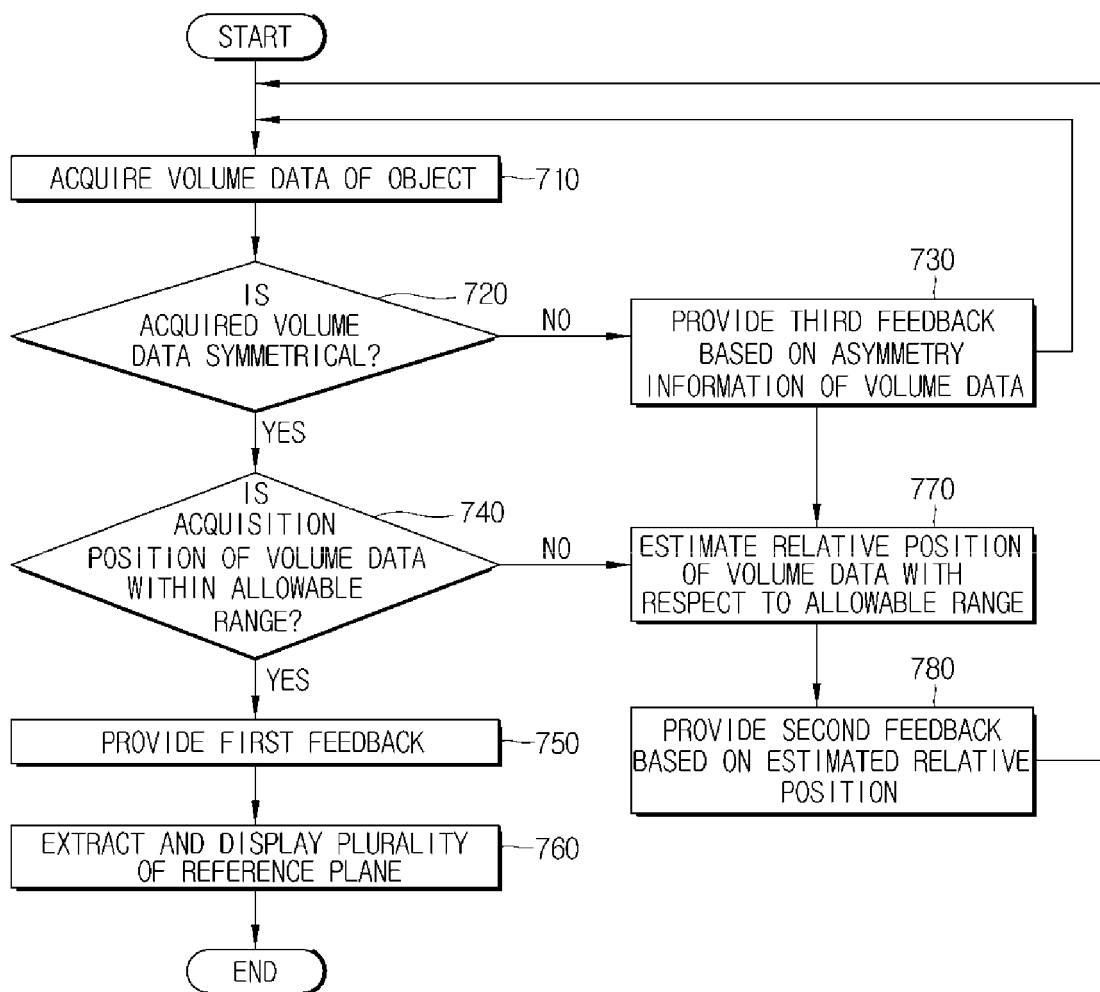 START
ACQUIRE VOLUME DATA OF OBJECT
710
IS
ACQUIRED VOLUME
DATA SYMMETRICAL?
720
NO
730
PROVIDE THIRD FEEDBACK
BASED ON ASYMMETRY
INFORMATION OF VOLUME DATA
YES
IS
ACQUISITION
POSITION OF VOLUME DATA
WITHIN ALLOWABLE
RANGE?
740
NO
770
ESTIMATE RELATIVE POSITION
OF VOLUME DATA WITH
RESPECT TO ALLOWABLE RANGE
YES
PROVIDE FIRST FEEDBACK
750
780
PROVIDE SECOND FEEDBACK
BASED ON ESTIMATED RELATIVE
POSITION
EXTRACT AND DISPLAY PLURALITY
OF REFERENCE PLANE
760
END